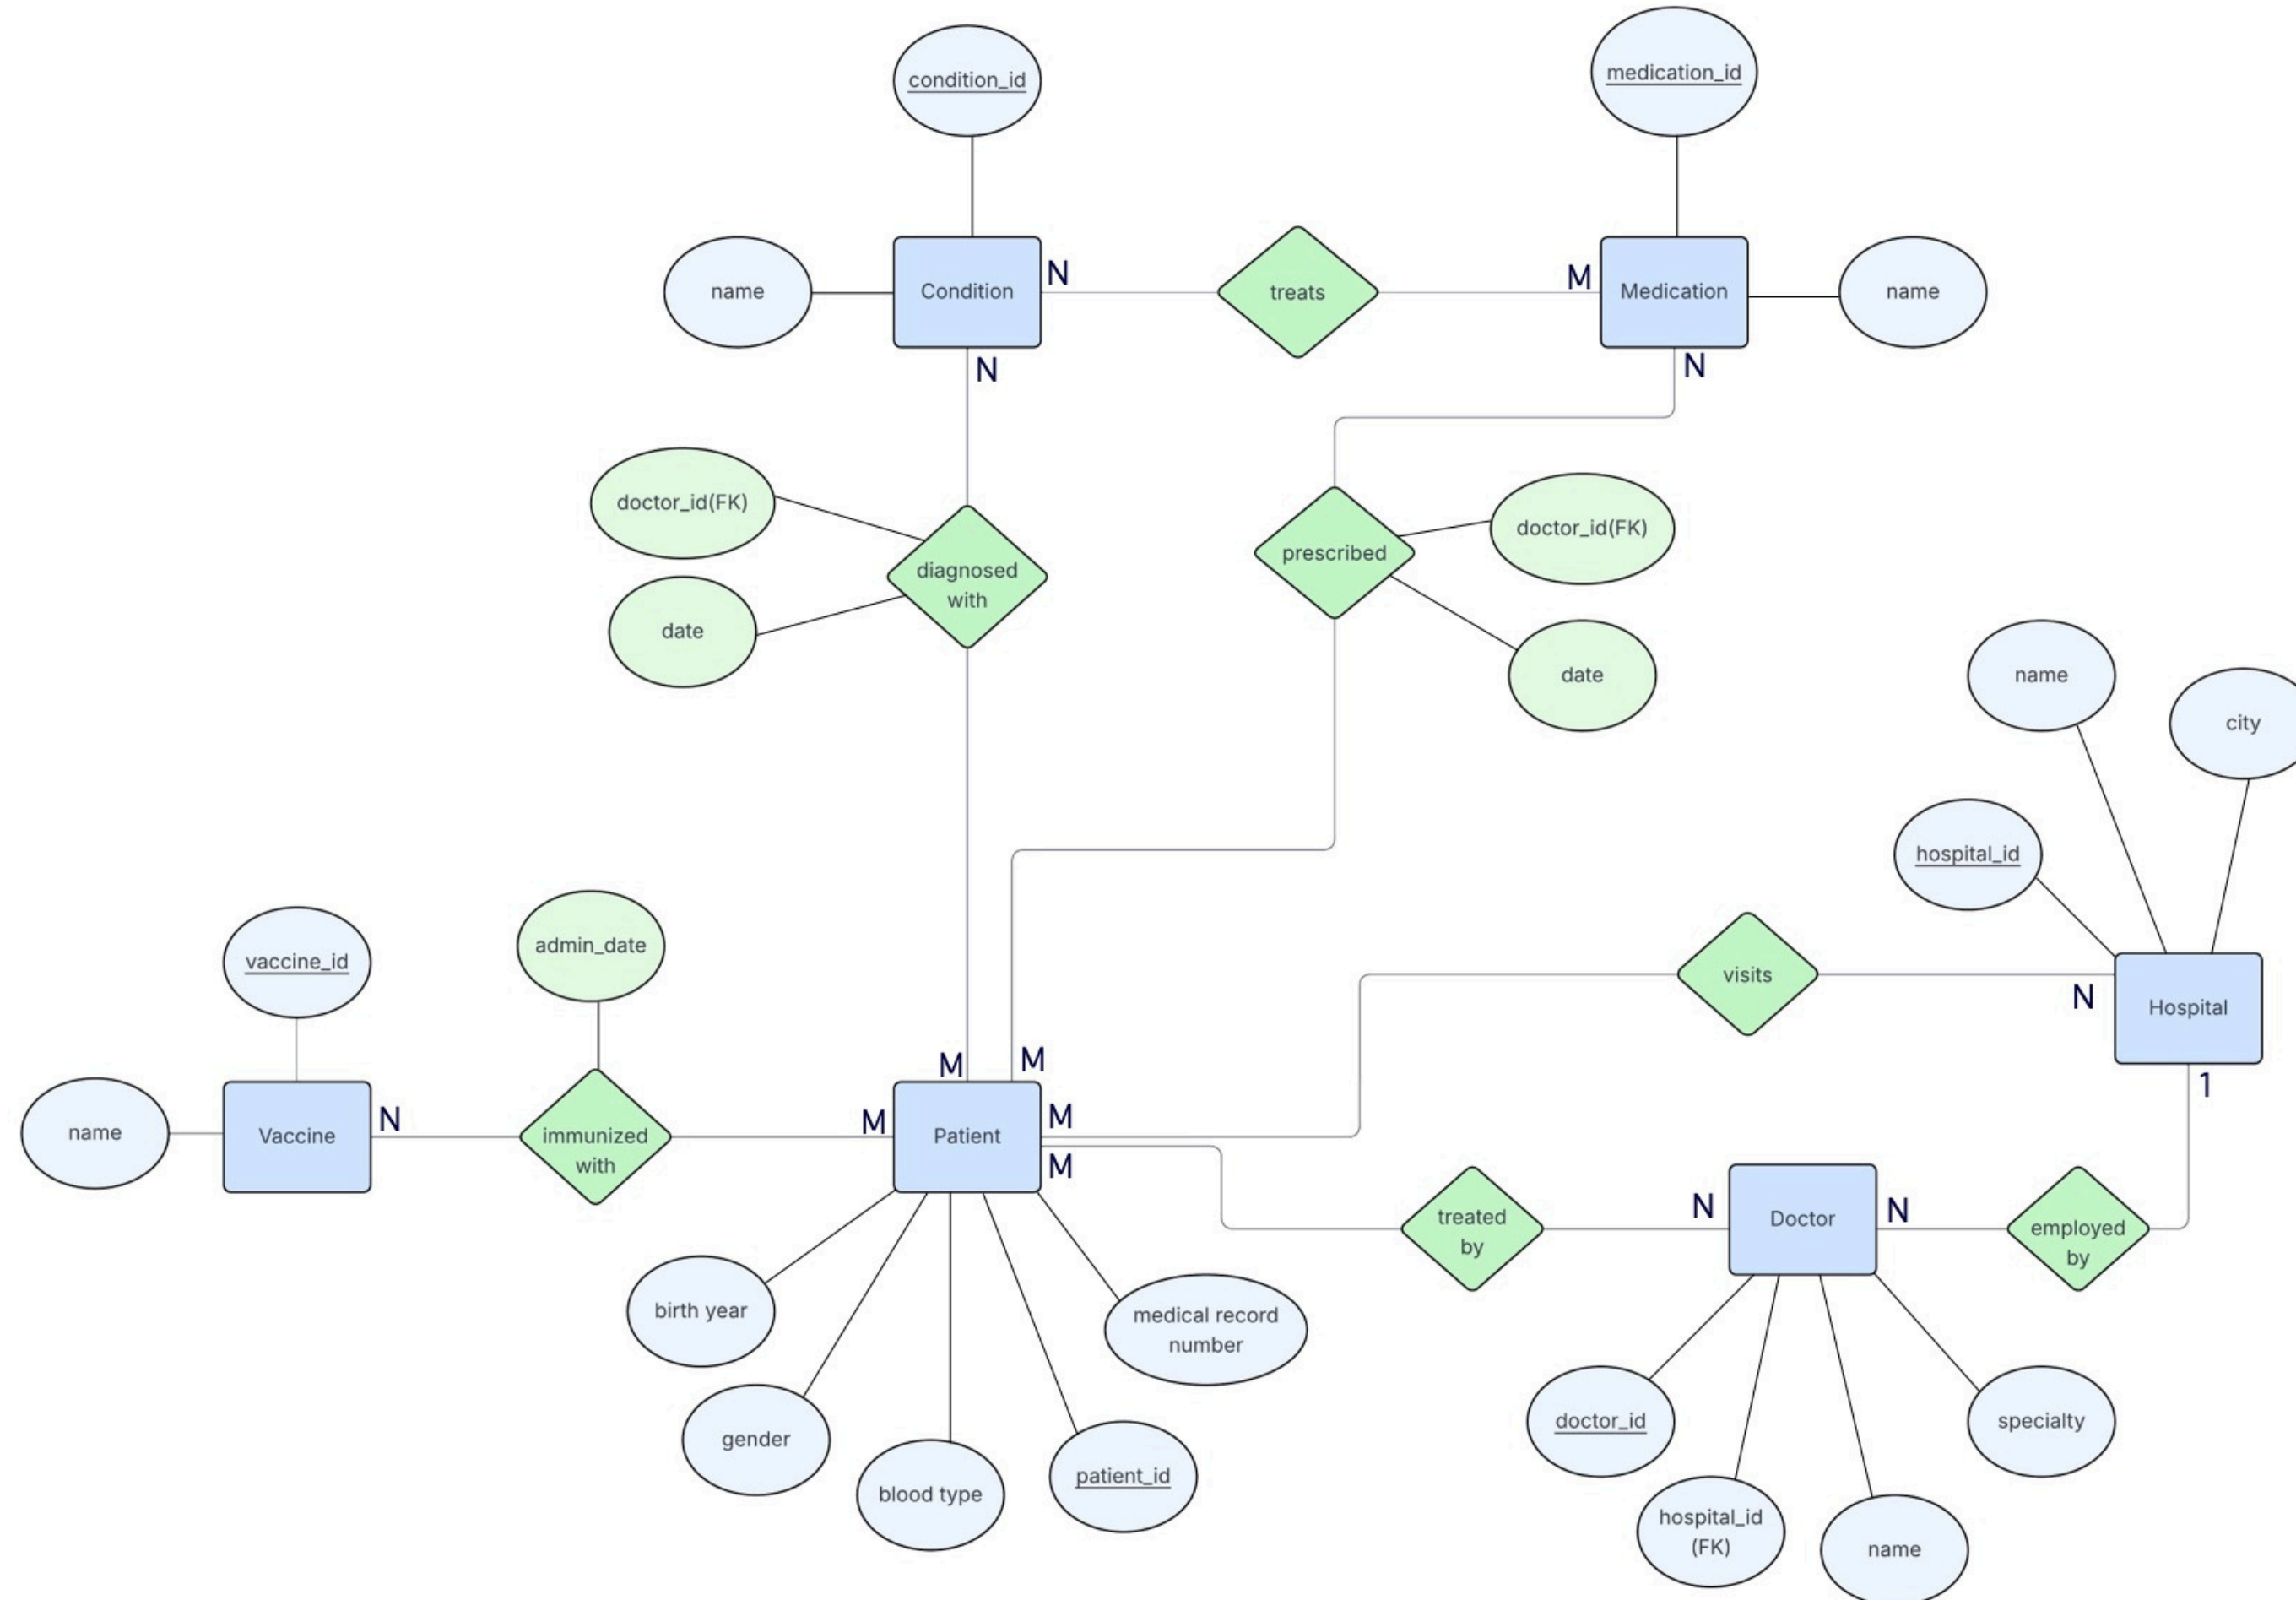 condition_id
medication_id
name
Condition
N
treats
M
Medication
name
N
N
doctor_id(FK)
diagnosed
with
date
prescribed
doctor_id(FK)
date
name
city
hospital_id
visits
N
Hospital
1
vaccine_id
admin_date
name
Vaccine
N
immunized
with
M
M
M
Patient
M
M
treated
by
N
Doctor
N
employed
by
birth year
gender
blood type
patient_id
medical record
number
doctor_id
hospital_id
(FK)
name
specialty